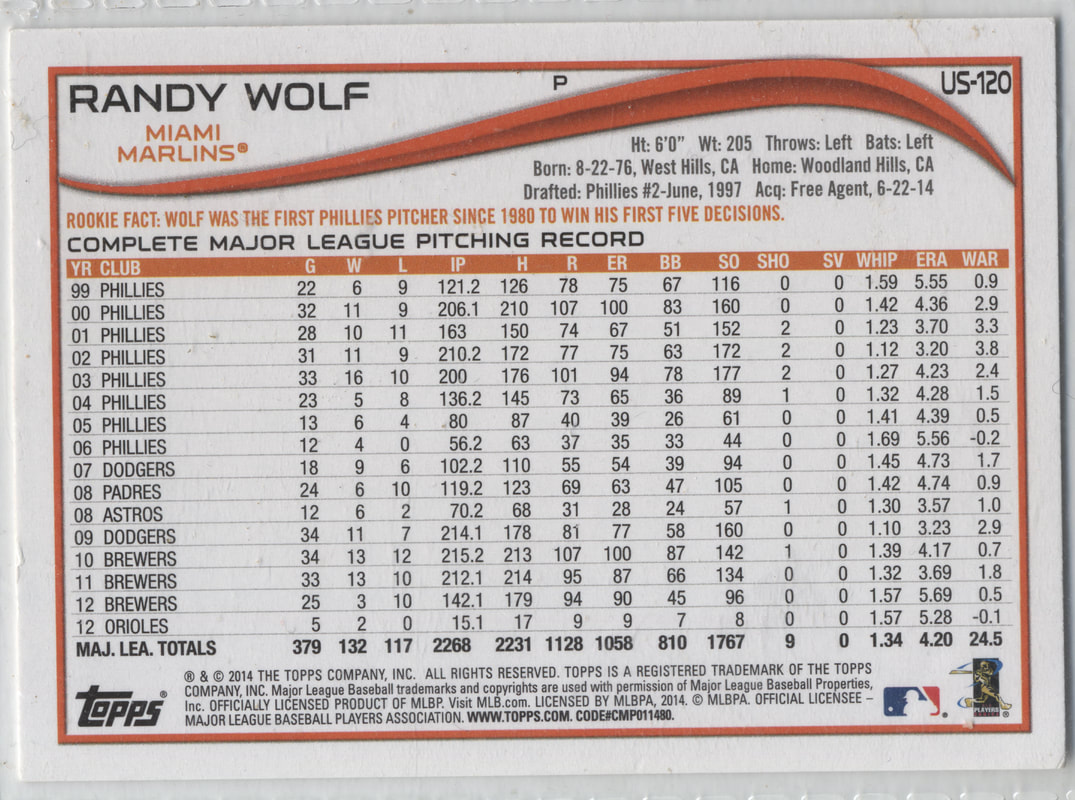 RANDY WOLF P US-120
MIAMI
MARLINS®
Ht: 6'0" Wt: 205 Throws: Left Bats: Left
Born: 8-22-76, West Hills, CA Home: Woodland Hills, CA
Drafted: Phillies #2-June, 1997 Acq: Free Agent, 6-22-14
ROOKIE FACT: WOLF WAS THE FIRST PHILLIES PITCHER SINCE 1980 TO WIN HIS FIRST FIVE DECISIONS.
COMPLETE MAJOR LEAGUE PITCHING RECORD
YR CLUB G W L IP H R ER BB SO SHO SV WHIP ERA WAR
99 PHILLIES 22 6 9 121.2 126 78 75 67 116 0 0 1.59 5.55 0.9
00 PHILLIES 32 11 9 206.1 210 107 100 83 160 0 0 1.42 4.36 2.9
01 PHILLIES 28 10 11 163 150 74 67 51 152 2 0 1.23 3.70 3.3
02 PHILLIES 31 11 9 210.2 172 77 75 63 172 2 0 1.12 3.20 3.8
03 PHILLIES 33 16 10 200 176 101 94 78 177 2 0 1.27 4.23 2.4
04 PHILLIES 23 5 8 136.2 145 73 65 36 89 1 0 1.32 4.28 1.5
05 PHILLIES 13 6 4 80 87 40 39 26 61 0 0 1.41 4.39 0.5
06 PHILLIES 12 4 0 56.2 63 37 35 33 44 0 0 1.69 5.56 -0.2
07 DODGERS 18 9 6 102.2 110 55 54 39 94 0 0 1.45 4.73 1.7
08 PADRES 24 6 10 119.2 123 69 63 47 105 0 0 1.42 4.74 0.9
08 ASTROS 12 6 2 70.2 68 31 28 24 57 1 0 1.30 3.57 1.0
09 DODGERS 34 11 7 214.1 178 81 77 58 160 0 0 1.10 3.23 2.9
10 BREWERS 34 13 12 215.2 213 107 100 87 142 1 0 1.39 4.17 0.7
11 BREWERS 33 13 10 212.1 214 95 87 66 134 0 0 1.32 3.69 1.8
12 BREWERS 25 3 10 142.1 179 94 90 45 96 0 0 1.57 5.69 0.5
12 ORIOLES 5 2 0 15.1 17 9 9 7 8 0 0 1.57 5.28 -0.1
MAJ. LEA. TOTALS 379 132 117 2268 2231 1128 1058 810 1767 9 0 1.34 4.20 24.5
® & © 2014 THE TOPPS COMPANY, INC. ALL RIGHTS RESERVED. TOPPS IS A REGISTERED TRADEMARK OF THE TOPPS
COMPANY, INC. Major League Baseball trademarks and copyrights are used with permission of Major League Baseball Properties,
Inc. OFFICIALLY LICENSED PRODUCT OF MLBP. Visit MLB.com. OFFICIAL LICENSED BY MLBPA, 2014. © MLBPA. OFFICIAL LICENSEE –
MAJOR LEAGUE BASEBALL PLAYERS ASSOCIATION. WWW.TOPPS.COM. CODE#CMP011480.
Topps®
PLAYERS